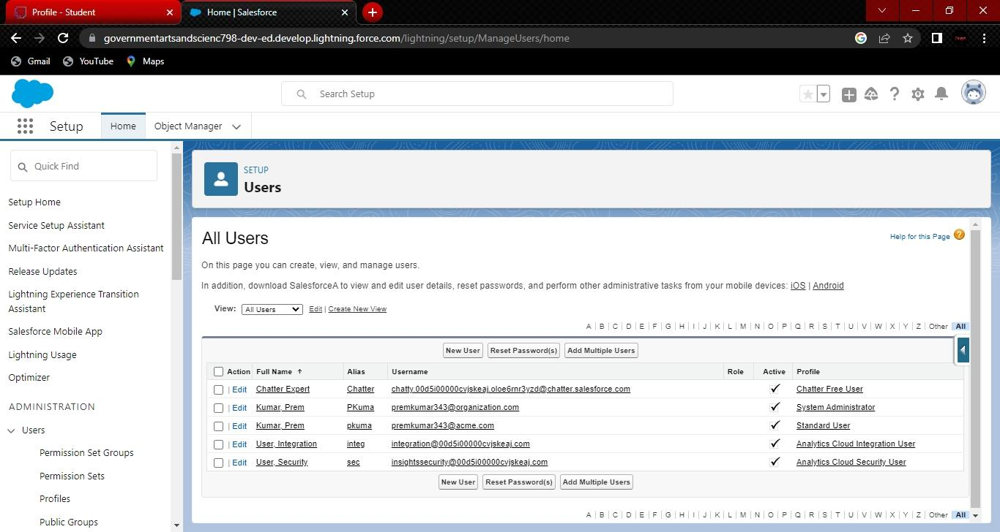 Profile - Student
Home | Salesforce
governmentartsandscienc798-dev-ed.develop.lightning.force.com/lightning/setup/ManageUsers/home
Gmail YouTube Maps
Search Setup
Setup Home Object Manager
Quick Find
Setup Home
Service Setup Assistant
Multi-Factor Authentication Assistant
Release Updates
Lightning Experience Transition
Assistant
Salesforce Mobile App
Lightning Usage
Optimizer
ADMINISTRATION
Users
Permission Set Groups
Permission Sets
Profiles
Public Groups
SETUP
Users
All Users
Help for this Page ?
On this page you can create, view, and manage users.
In addition, download SalesforceA to view and edit user details, reset passwords, and perform other administrative tasks from your mobile devices: iOS | Android
View: All Users Edit | Create New View
A | B | C | D | E | F | G | H | I | J | K | L | M | N | O | P | Q | R | S | T | U | V | W | X | Y | Z | Other | All
New User Reset Password(s) Add Multiple Users
Action Full Name ↑ Alias Username Role Active Profile
| Edit Chatter Expert Chatter chatty.00d5i00000cvjskeaj.oloe6rnr3yzd@chatter.salesforce.com ✓ Chatter Free User
| Edit Kumar, Prem PKuma premkumar343@organization.com ✓ System Administrator
| Edit Kumar, Prem pkuma premkumar343@acme.com ✓ Standard User
| Edit User, Integration integ integration@00d5i00000cvjskeaj.com ✓ Analytics Cloud Integration User
| Edit User, Security sec insightssecurity@00d5i00000cvjskeaj.com ✓ Analytics Cloud Security User
New User Reset Password(s) Add Multiple Users
A | B | C | D | E | F | G | H | I | J | K | L | M | N | O | P | Q | R | S | T | U | V | W | X | Y | Z | Other | All